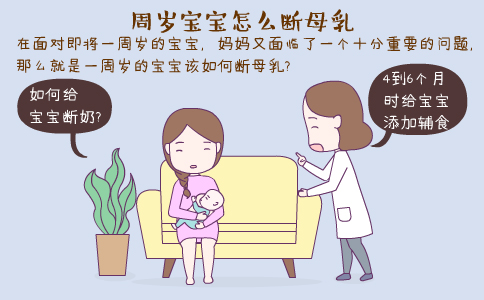 周岁宝宝怎么断母乳
在面对即将一周岁的宝宝，妈妈又面临了一个十分重要的问题，
那么就是一周岁的宝宝该如何断母乳？
如何给
宝宝断奶？
4到6个月
时给宝宝
添加辅食